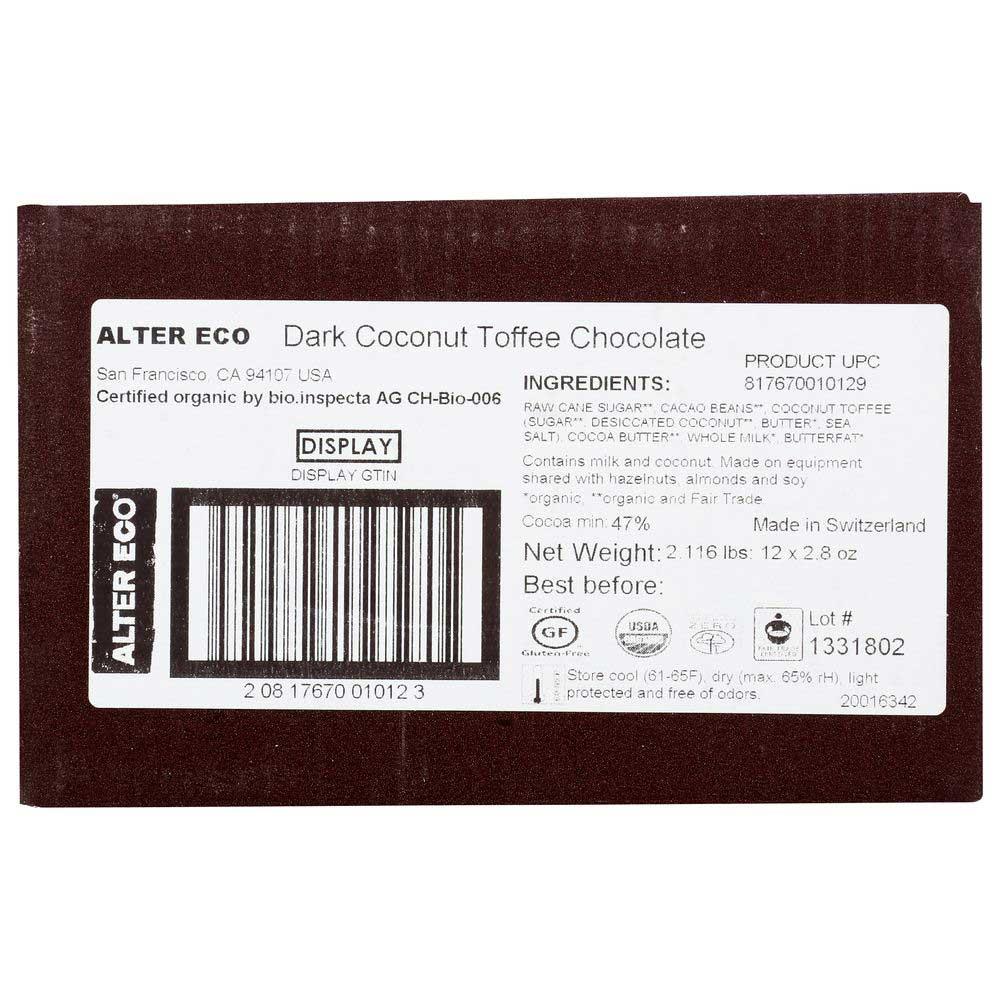 ALTER ECO Dark Coconut Toffee Chocolate
San Francisco, CA 94107 USA
Certified organic by bio.inspecta AG CH-Bio-006
DISPLAY
DISPLAY GTIN
ALTER ECO®
2 08 17670 01012 3
PRODUCT UPC
817670010129
INGREDIENTS:
RAW CANE SUGAR**, CACAO BEANS**, COCONUT TOFFEE
(SUGAR**, DESICCATED COCONUT**, BUTTER*, SEA
SALT), COCOA BUTTER**, WHOLE MILK*, BUTTERFAT*
Contains milk and coconut. Made on equipment
shared with hazelnuts, almonds and soy
*organic, **organic and Fair Trade
Cocoa min: 47% Made in Switzerland
Net Weight: 2.116 lbs: 12 x 2.8 oz
Best before:
Certified
GF
Gluten-Free
USDA
ZERO
FAIR TRADE
CERTIFIED
Lot #
1331802
Store cool (61-65F), dry (max. 65% rH), light
protected and free of odors.
20016342